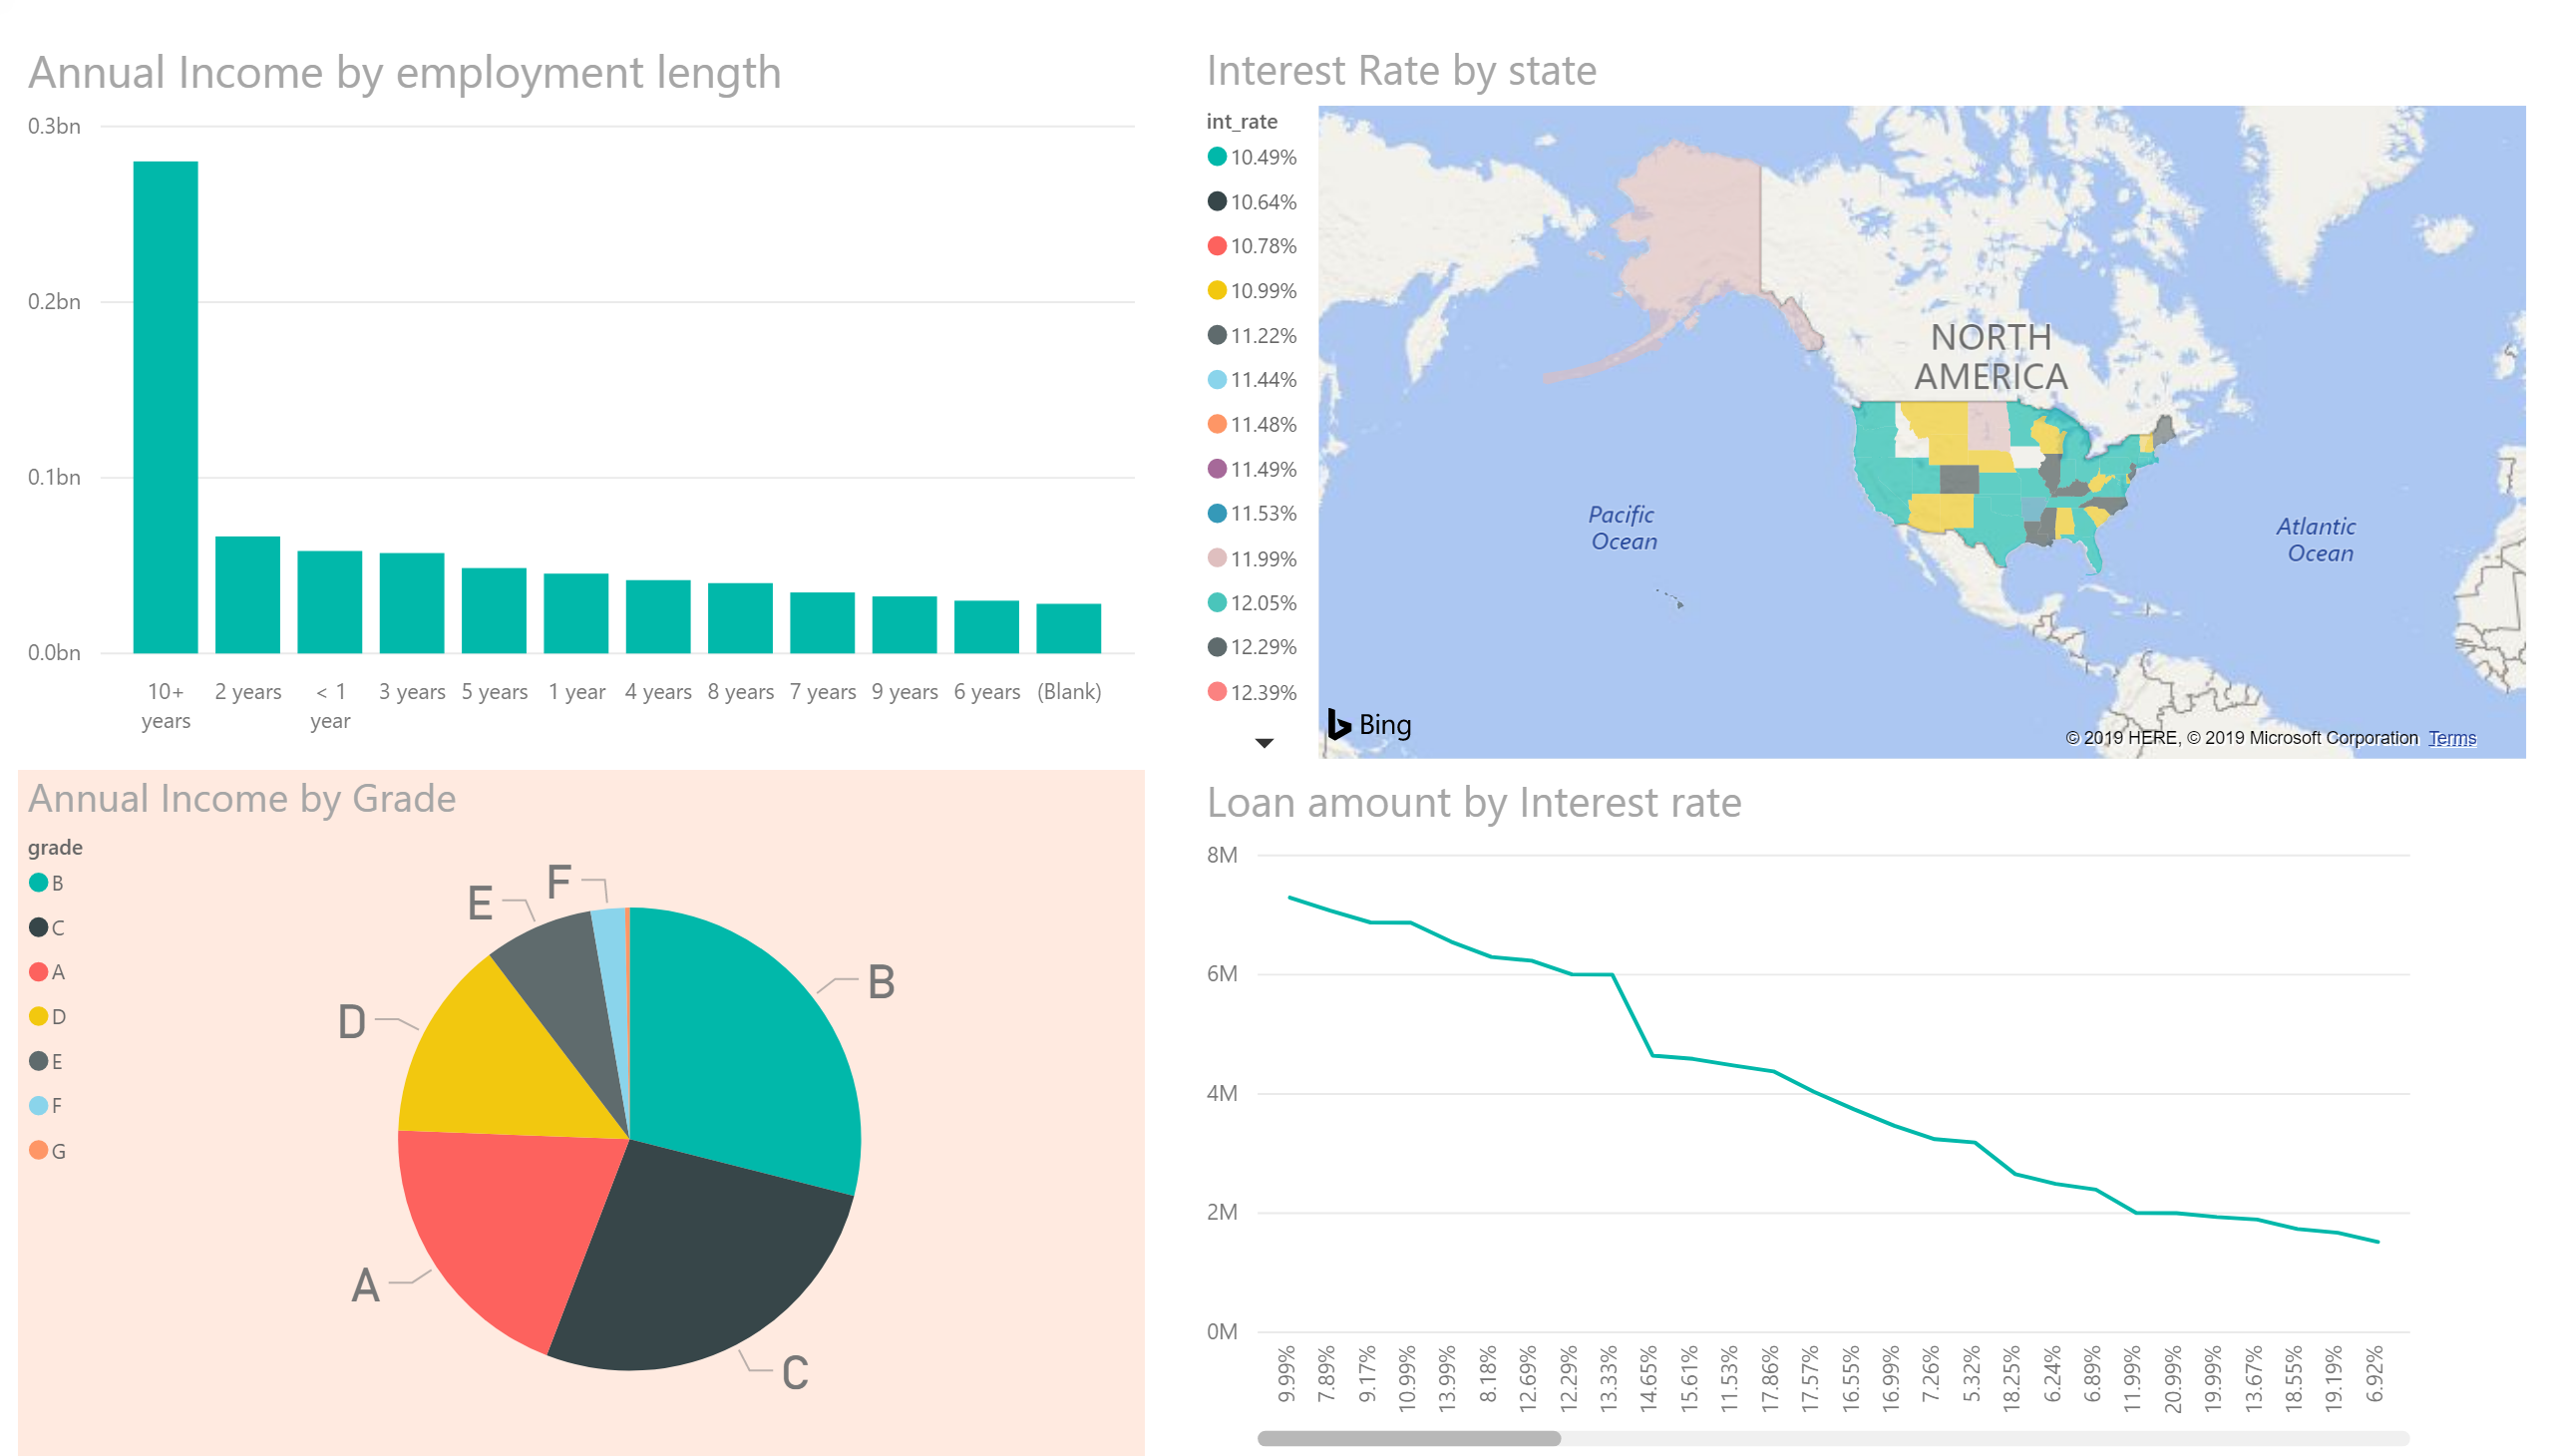 Annual Income by employment length
0.3bn
0.2bn
0.1bn
0.0bn
10+ years
2 years
< 1 year
3 years
5 years
1 year
4 years
8 years
7 years
9 years
6 years
(Blank)
Interest Rate by state
int_rate
10.49%
10.64%
10.78%
10.99%
11.22%
11.44%
11.48%
11.49%
11.53%
11.99%
12.05%
12.29%
12.39%
NORTH
AMERICA
Pacific
Ocean
Atlantic
Ocean
Bing
© 2019 HERE, © 2019 Microsoft Corporation Terms
Annual Income by Grade
grade
B
C
A
D
E
F
G
F
E
B
D
A
C
Loan amount by Interest rate
8M
6M
4M
2M
0M
9.99%
7.89%
9.17%
10.99%
13.99%
8.18%
12.69%
12.29%
13.33%
14.65%
15.61%
11.53%
17.86%
17.57%
16.55%
16.99%
7.26%
5.32%
18.25%
6.24%
6.89%
11.99%
20.99%
19.99%
13.67%
18.55%
19.19%
6.92%